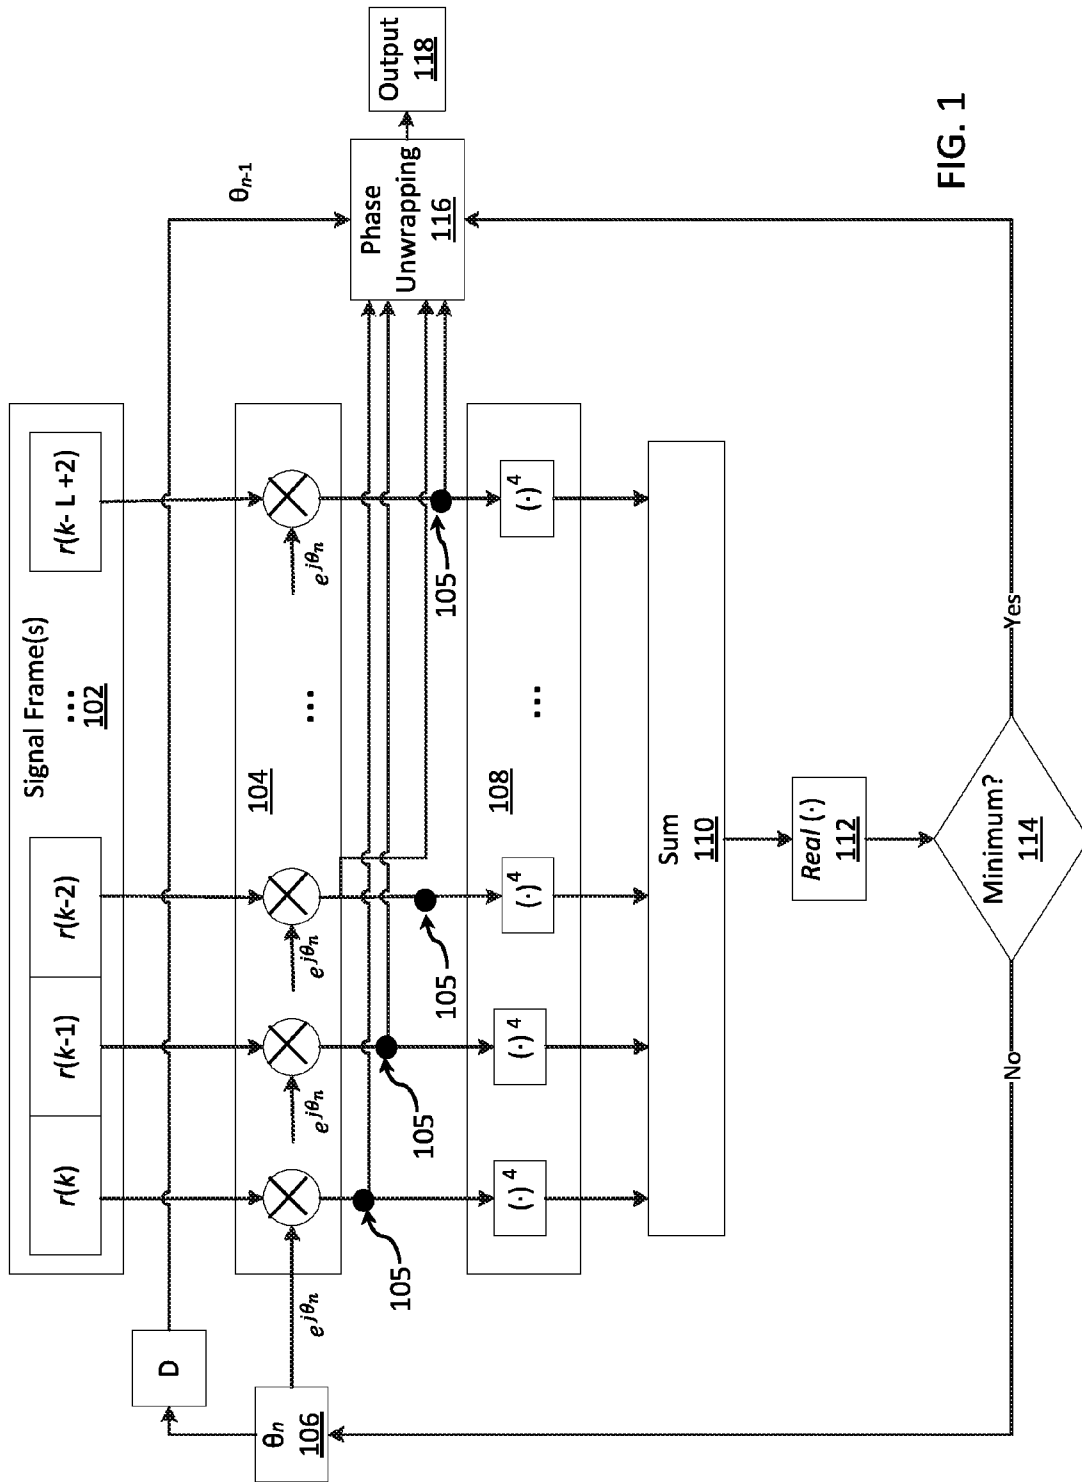 Signal Frame(s)
r(k)
r(k-1)
r(k-2)
...
102
r(k- L +2)
D
θn-1
θn
106
e^jθn
104
e^jθn
e^jθn
...
e^jθn
105
105
105
105
Phase
Unwrapping
116
Output
118
108
(·)^4
(·)^4
(·)^4
...
(·)^4
Sum
110
Real (·)
112
Minimum?
114
No
Yes
FIG. 1